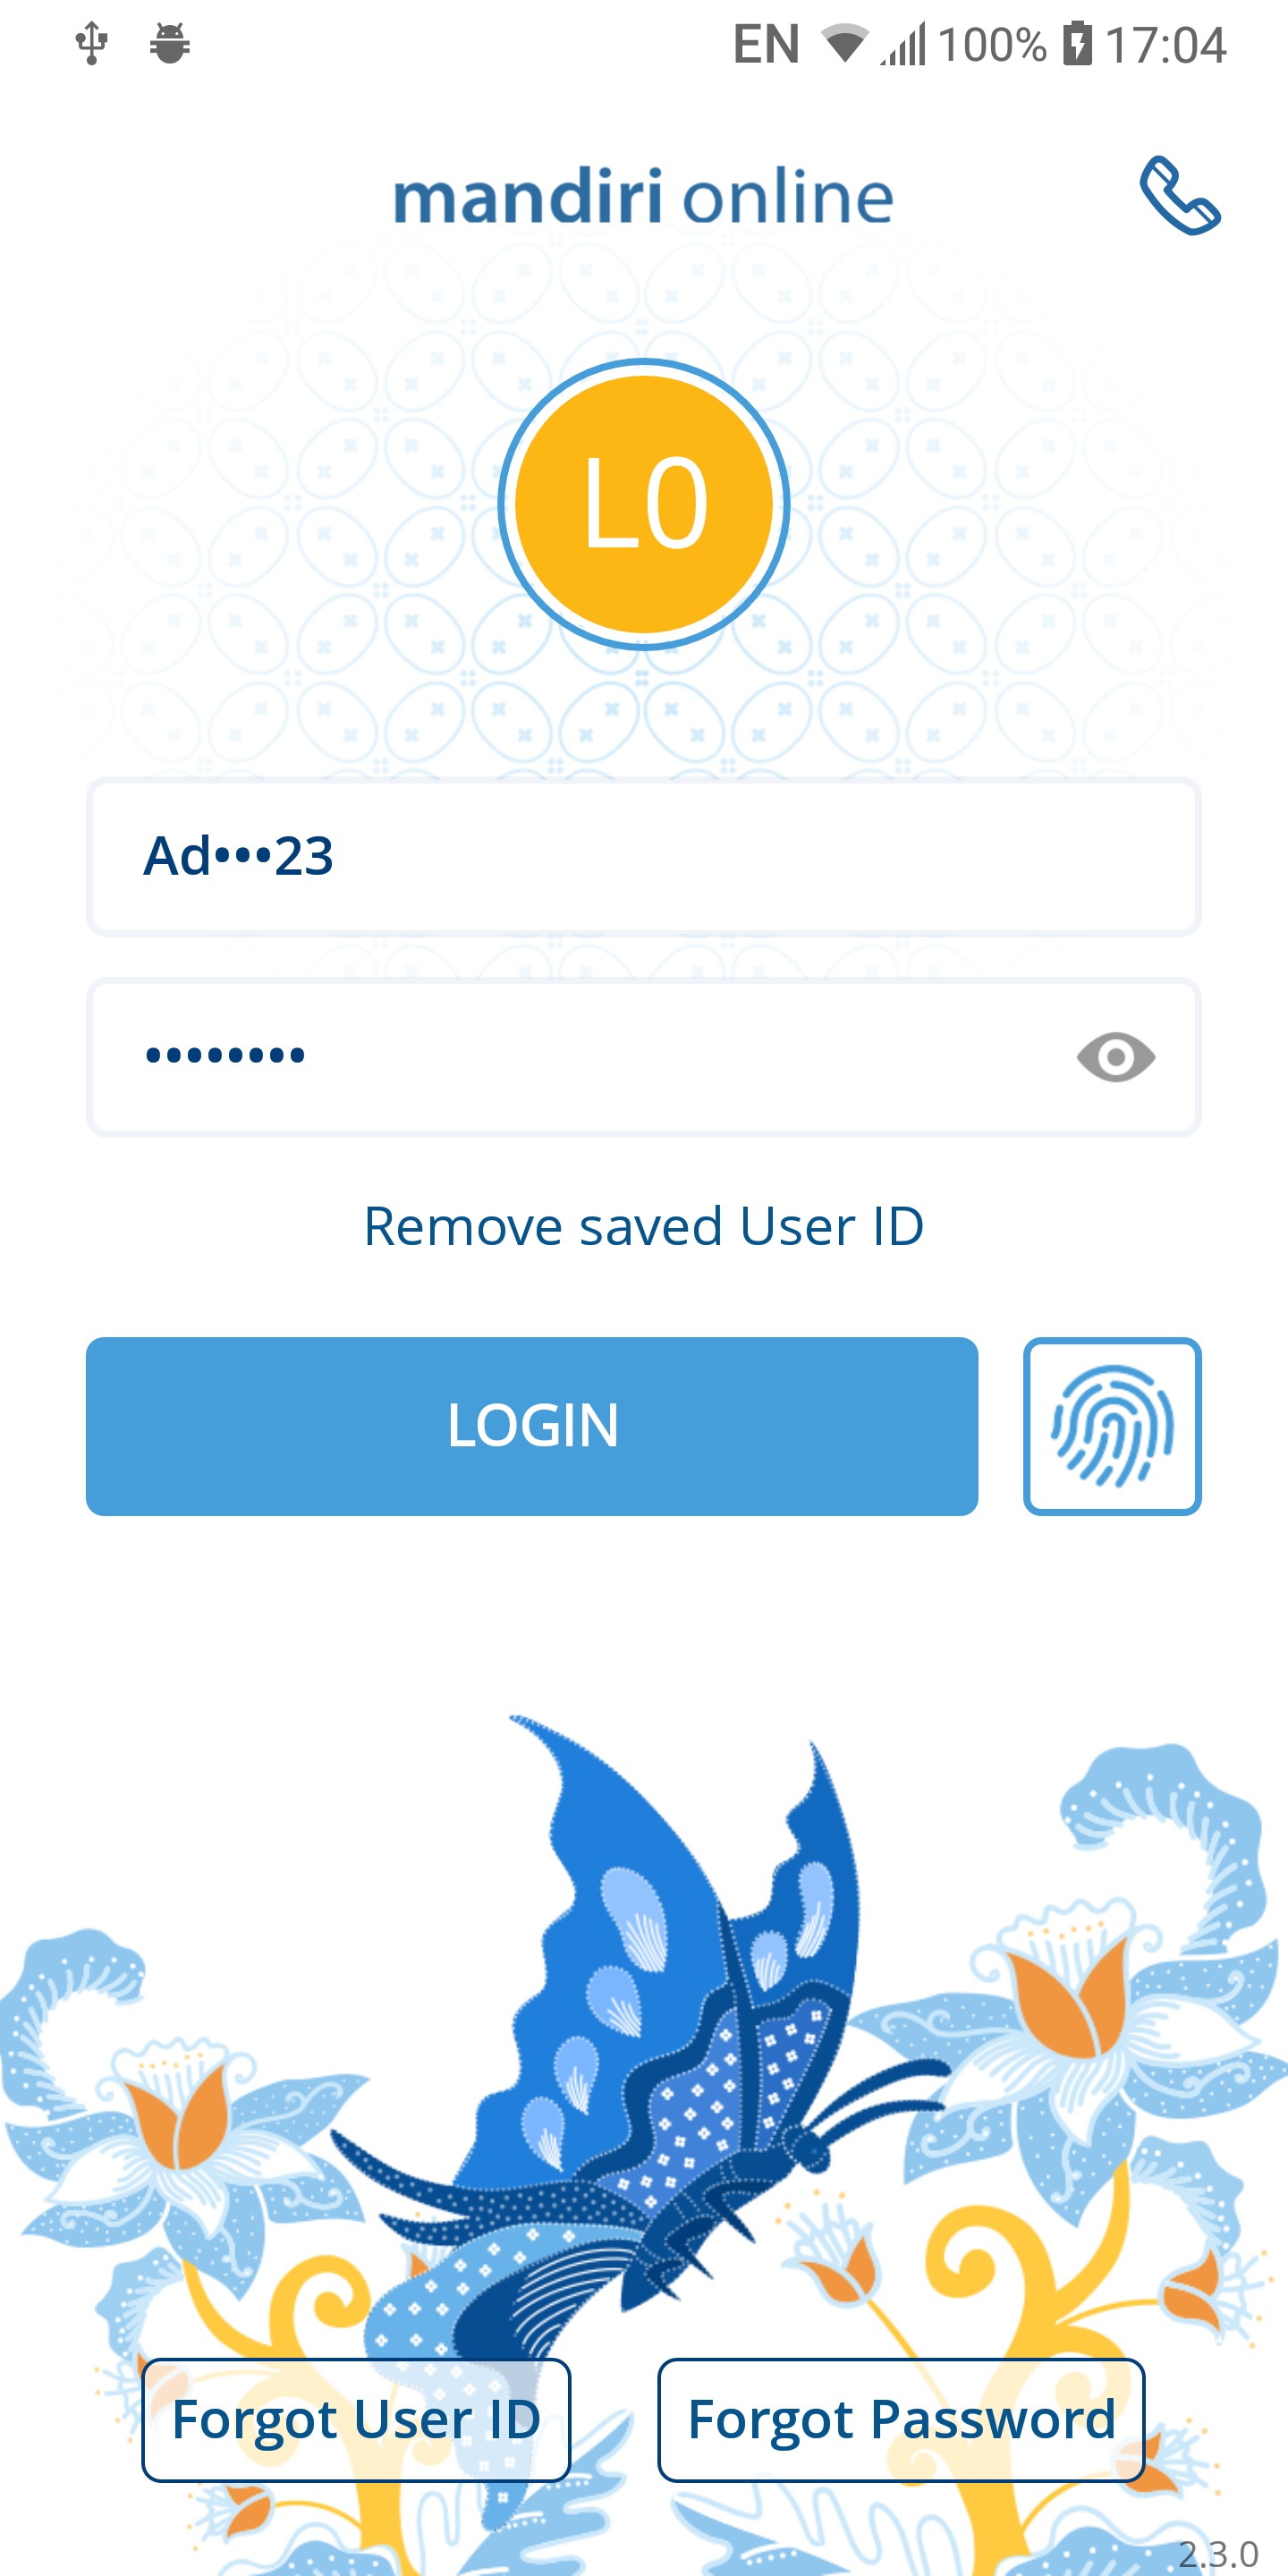 EN 100% 17:04
mandiri online
L0
Ad•••23
••••••••
Remove saved User ID
LOGIN
Forgot User ID
Forgot Password
2.3.0